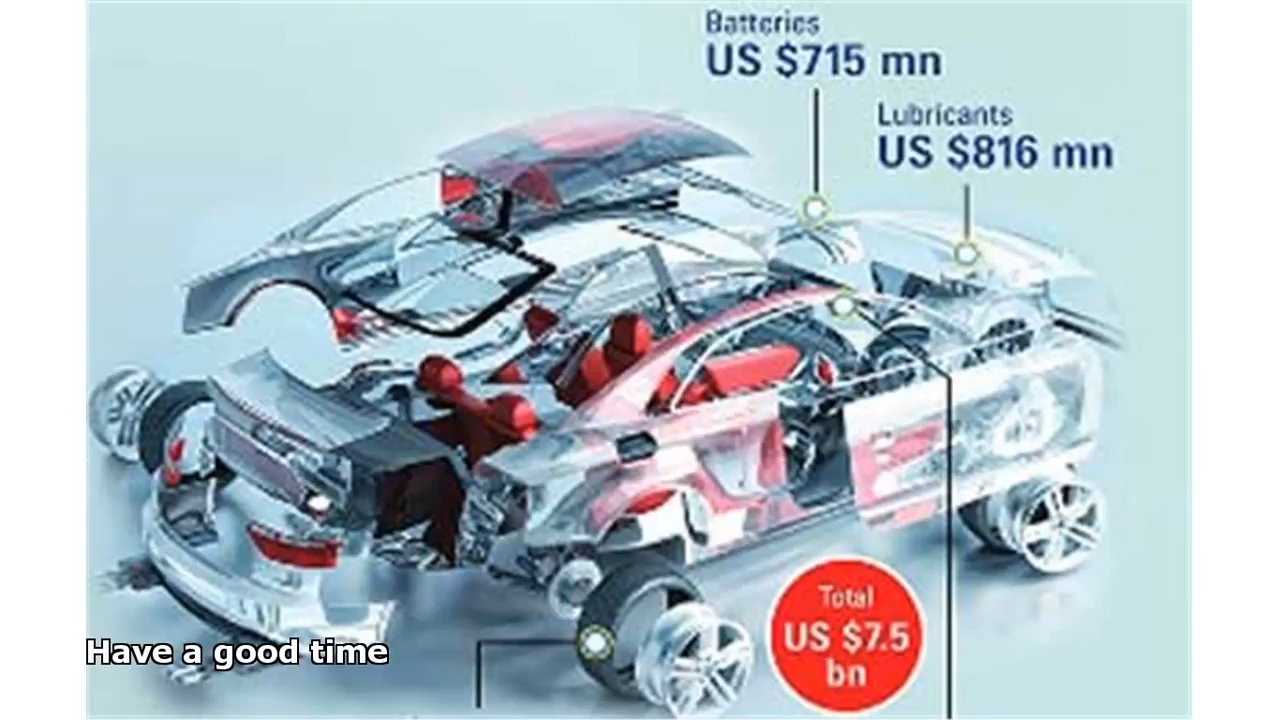 Batteries
US $715 mn
Lubricants
US $816 mn
Total
US $7.5
bn
Have a good time